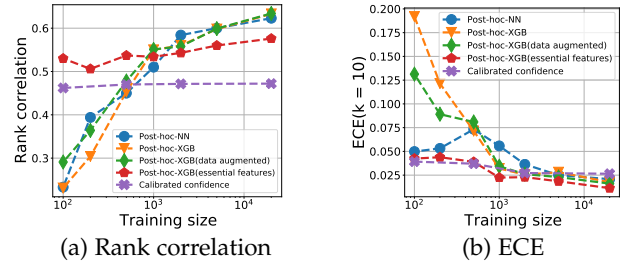 0.6
0.5
0.4
0.3
Rank correlation
Post-hoc-NN
Post-hoc-XGB
Post-hoc-XGB(data augmented)
Post-hoc-XGB(essential features)
Calibrated confidence
10² 10³ 10⁴
Training size
(a) Rank correlation
0.200
0.175
0.150
0.125
0.100
0.075
0.050
0.025
ECE(k = 10)
Post-hoc-NN
Post-hoc-XGB
Post-hoc-XGB(data augmented)
Post-hoc-XGB(essential features)
Calibrated confidence
10² 10³ 10⁴
Training size
(b) ECE